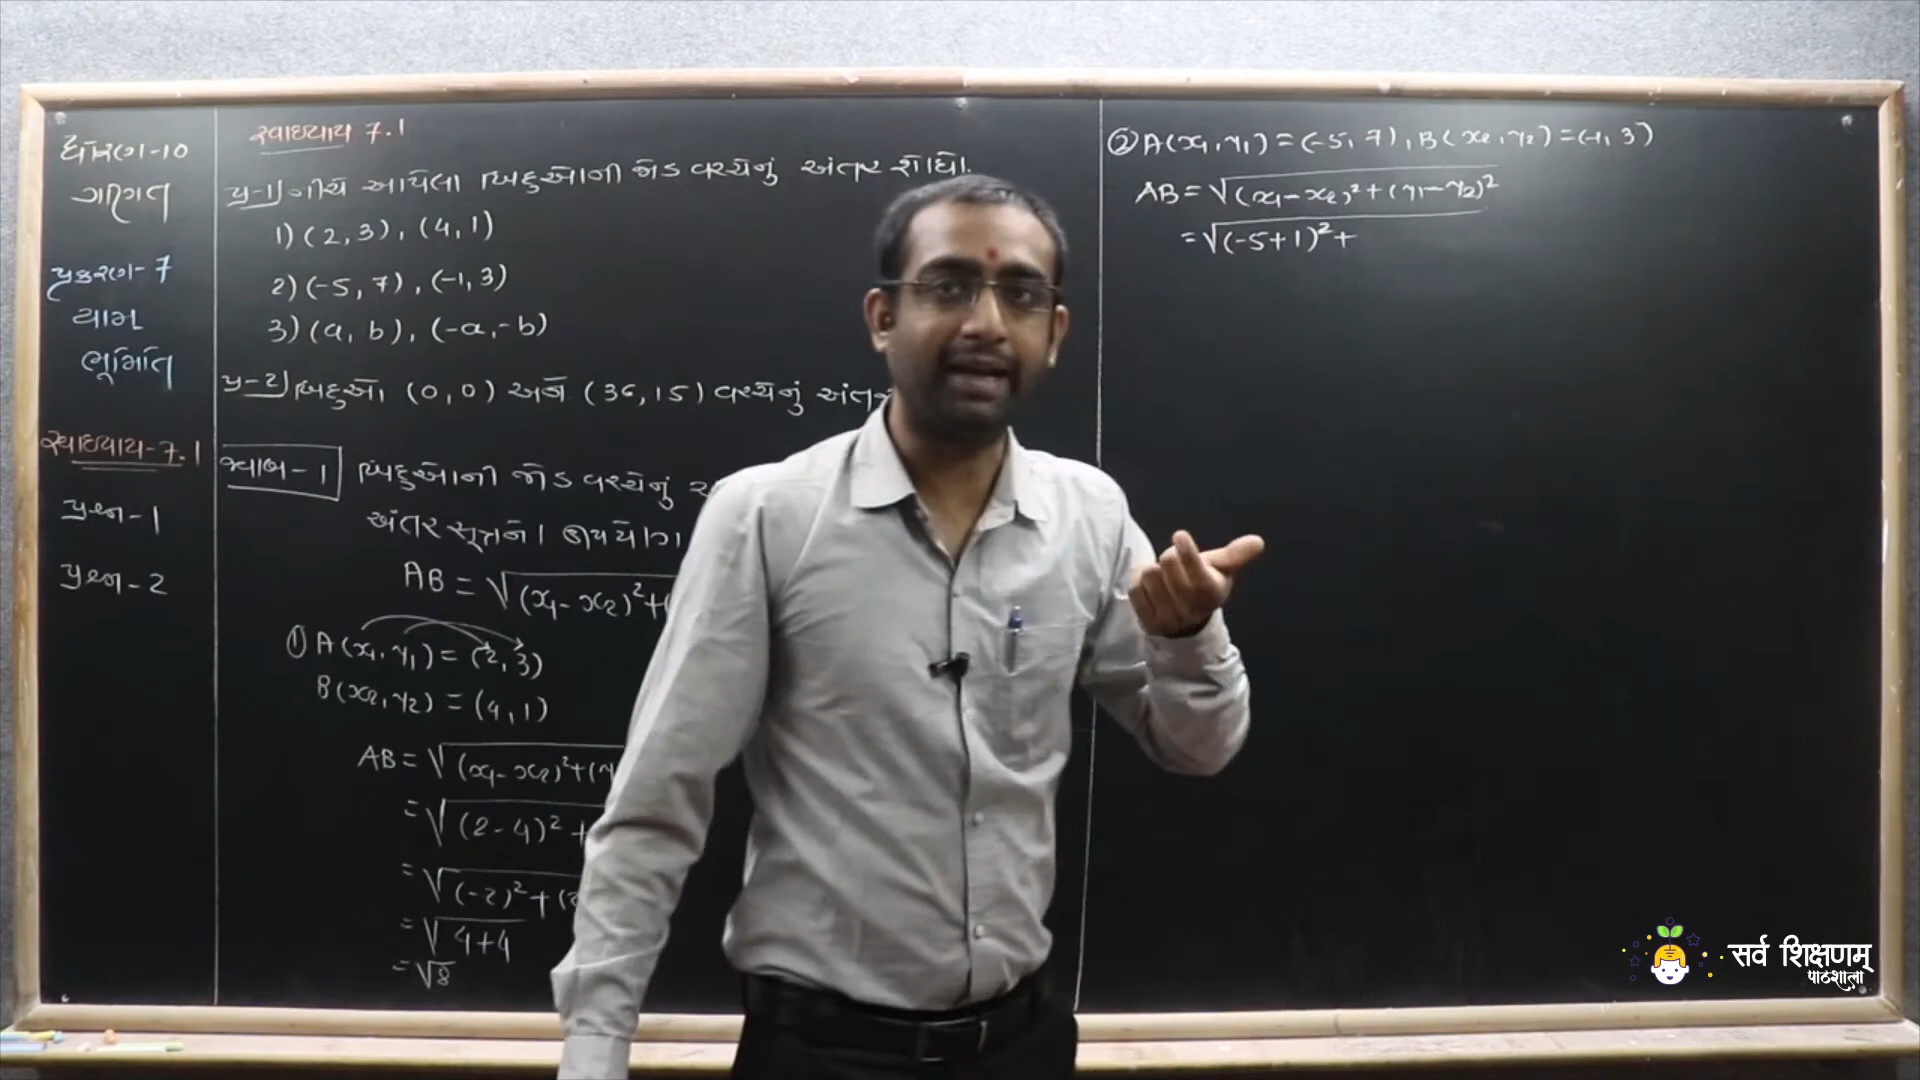 ધોરણ-10
ગણિત
પ્રકરણ-7
યામ
ભૂમિતિ
સ્વાધ્યાય-7.1
પ્રશ્ન-1
પ્રશ્ન-2
સ્વાધ્યાય 7.1
પ્ર-1) નીચે આપેલા બિંદુઓની જોડ વચ્ચેનું અંતર શોધો.
1) (2,3), (4,1)
2) (-5,7), (-1,3)
3) (a, b), (-a,-b)
પ્ર-2) બિંદુઓ (0,0) અને (36,15) વચ્ચેનું
જવાબ-1 બિંદુઓની જોડ વચ્ચેનું
અંતર સૂત્રનો ઉપયોગ
AB = √(x₁-x₂)²+(
① A(x₁,y₁) = (2,3)
B(x₂,y₂) = (4,1)
AB = √(x₁-x₂)²+(y
= √(2-4)²+
= √(-2)²+(2
= √4+4
= √8
② A(x₁,y₁)=(-5,7), B(x₂,y₂)=(-1,3)
AB = √(x₁-x₂)²+(y₁-y₂)²
= √(-5+1)²+
सर्व शिक्षणम्
पाठशाला